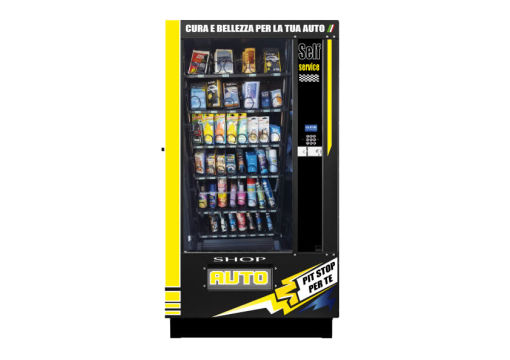 CURA E BELLEZZA PER LA TUA AUTO
Self
service
SHOP
AUTO
PIT STOP
PER TE